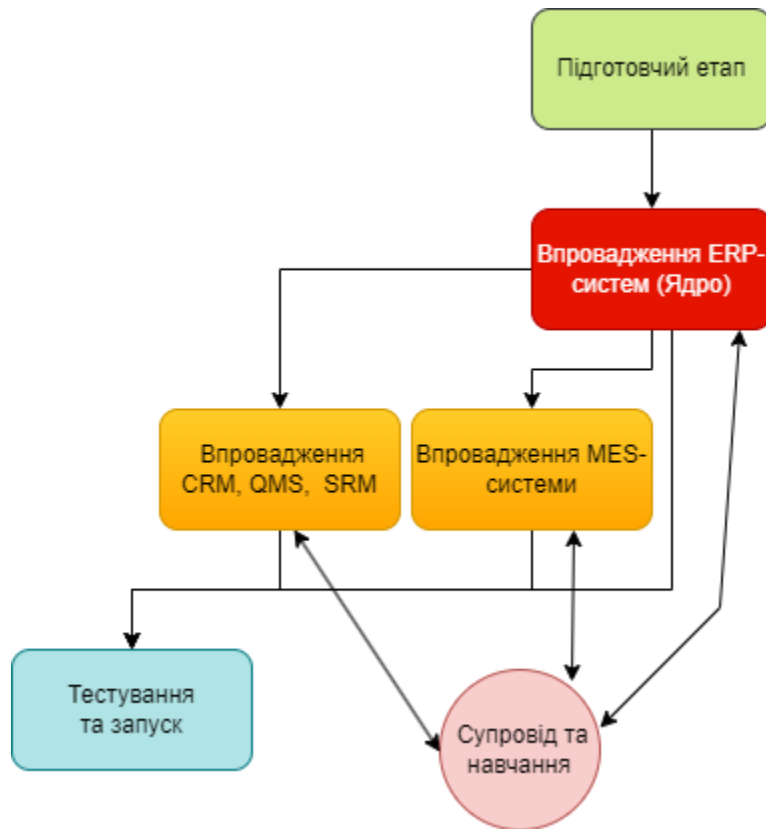 Підготовчий етап
Впровадження ERP-
систем (Ядро)
Впровадження
CRM, QMS, SRM
Впровадження MES-
системи
Тестування
та запуск
Супровід та
навчання